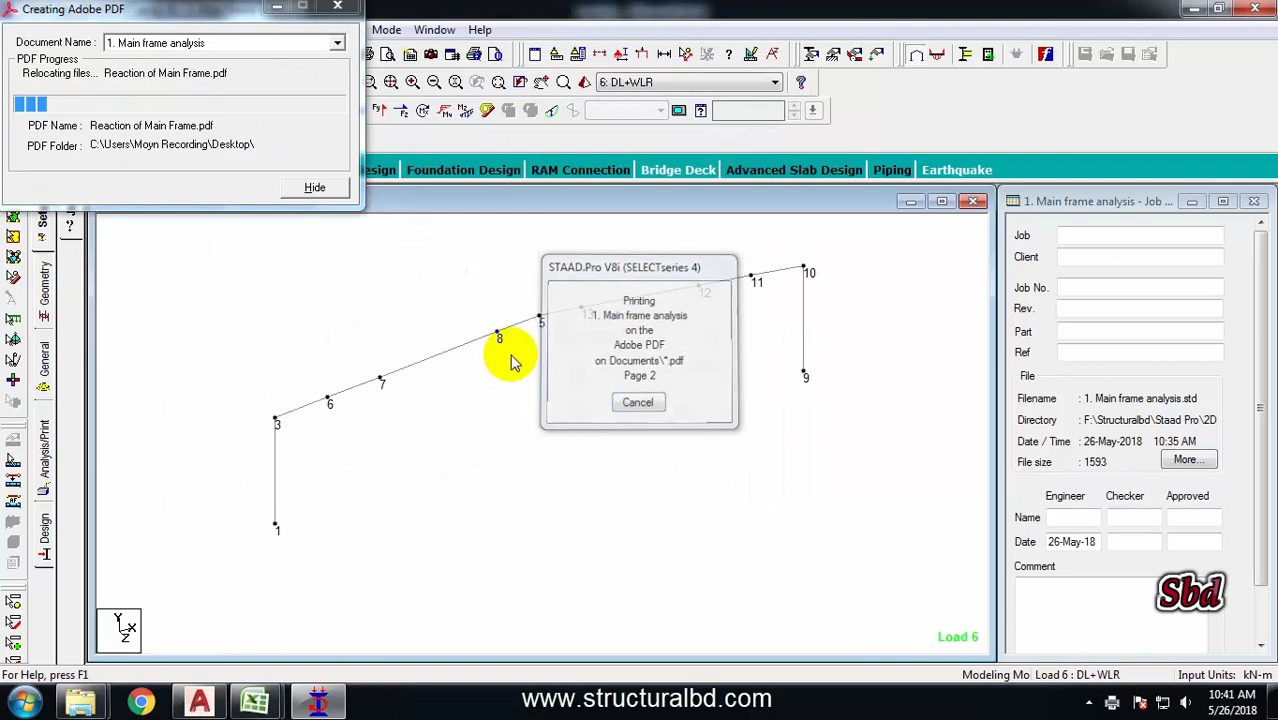 Creating Adobe PDF
Document Name : 1. Main frame analysis
PDF Progress
Relocating files... Reaction of Main Frame.pdf
PDF Name : Reaction of Main Frame.pdf
PDF Folder : C:\Users\Moyn Recording\Desktop\
Hide
Mode Window Help
6: DL+WLR
esign Foundation Design RAM Connection Bridge Deck Advanced Slab Design Piping Earthquake
Geometry
Analysis/Print
Design
STAAD.Pro V8i (SELECTseries 4)
Printing
1. Main frame analysis
on the
Adobe PDF
on Documents\*.pdf
Page 2
Cancel
10
11
12
13
5
8
9
7
6
3
1
Y
X
Z
Load 6
1. Main frame analysis - Job ...
Job
Client
Job No.
Rev.
Part
Ref
File
Filename : 1. Main frame analysis.std
Directory : F:\Structuralbd\Staad Pro\2D
Date / Time : 26-May-2018 10:35 AM
File size : 1593 More...
Engineer Checker Approved
Name
Date 26-May-18
Comment
Sbd
For Help, press F1
Modeling Mo Load 6 : DL+WLR Input Units: kN-m
www.structuralbd.com
10:41 AM
5/26/2018